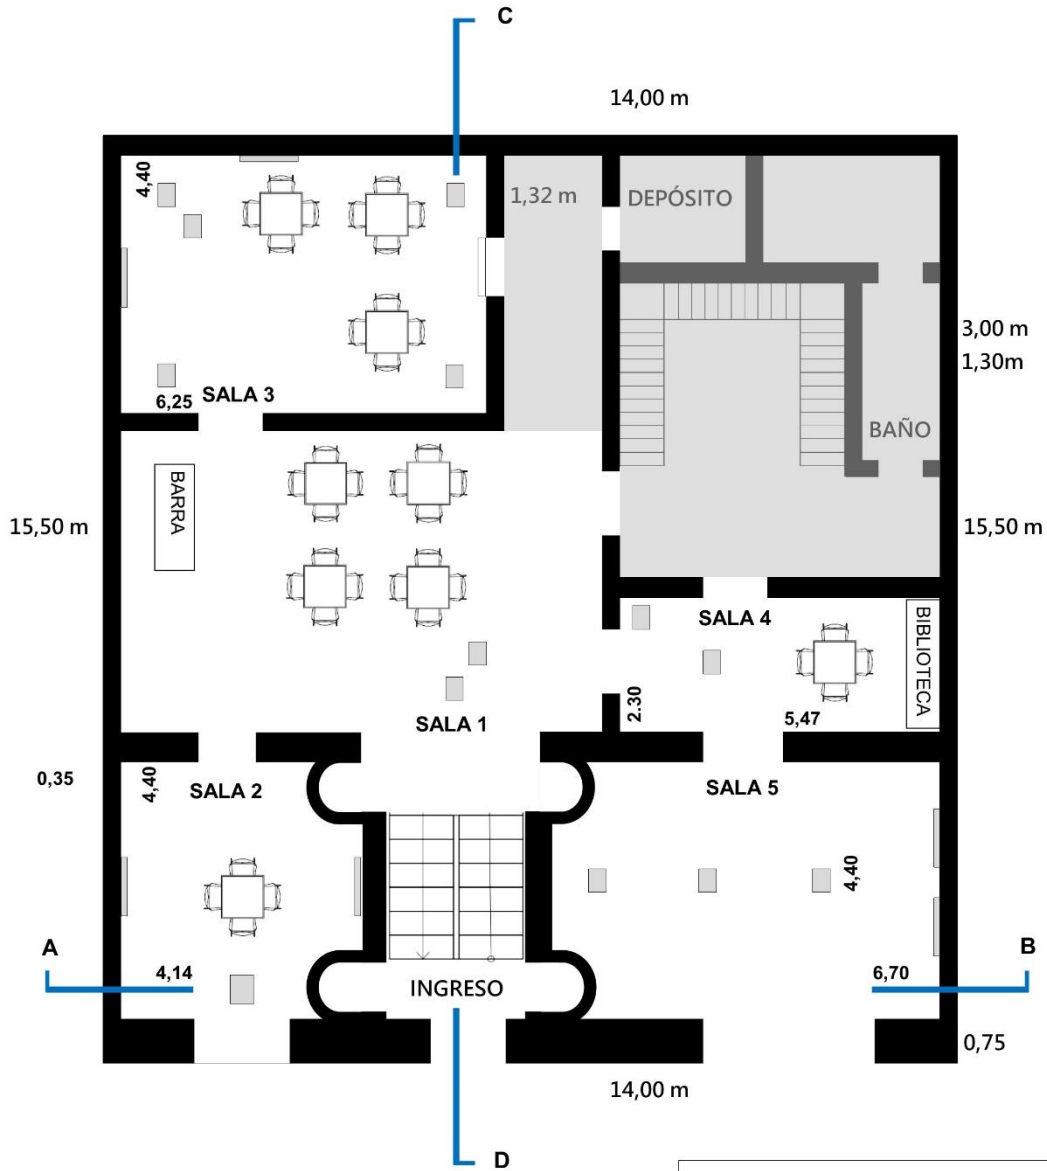 C
14,00 m
4,40
1,32 m
DEPÓSITO
3,00 m
1,30m
6,25
SALA 3
BAÑO
BARRA
15,50 m
15,50 m
SALA 4
BIBLIOTECA
2.30
5,47
SALA 1
0,35
4,40
SALA 2
SALA 5
4,40
A
4,14
INGRESO
6,70
B
0,75
14,00 m
D